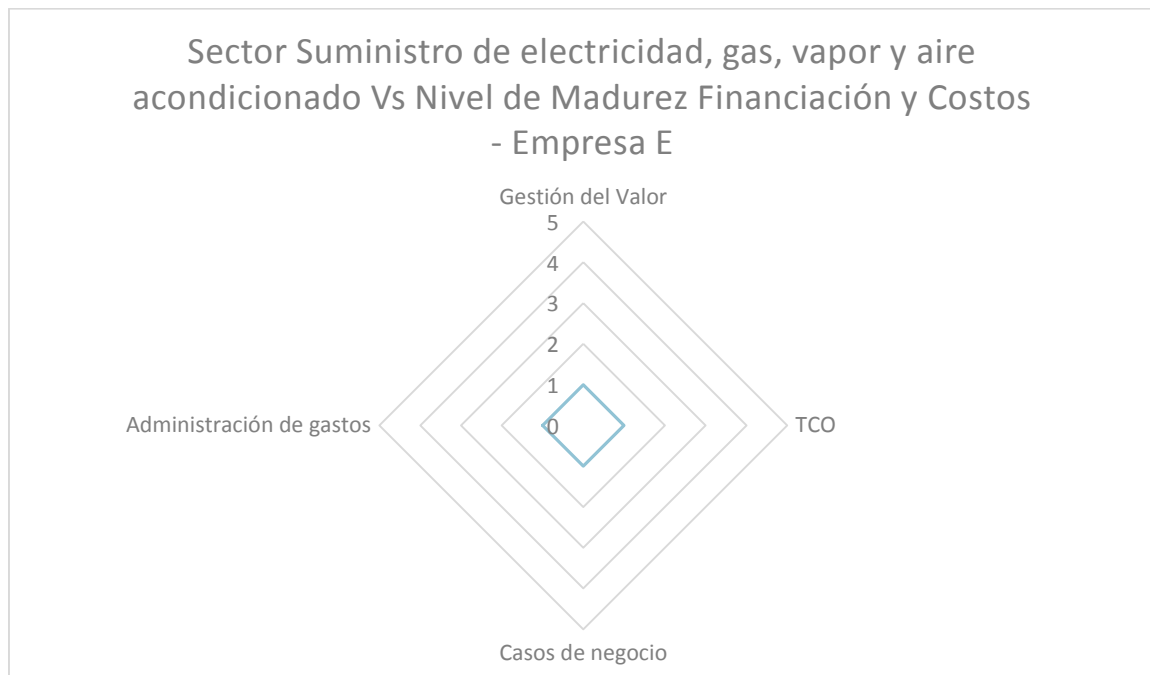 Sector Suministro de electricidad, gas, vapor y aire
acondicionado Vs Nivel de Madurez Financiación y Costos
- Empresa E
Gestión del Valor
5
4
3
2
1
0
Administración de gastos
TCO
Casos de negocio